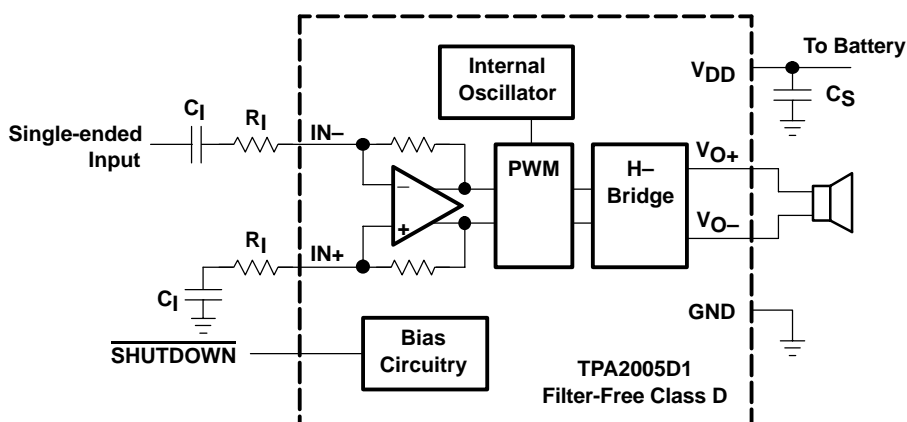 To Battery
Internal
Oscillator
VDD
CS
CI
RI
IN–
Single-ended
Input
–
PWM
H–
Bridge
VO+
VO–
+
RI
IN+
CI
GND
SHUTDOWN
Bias
Circuitry
TPA2005D1
Filter-Free Class D